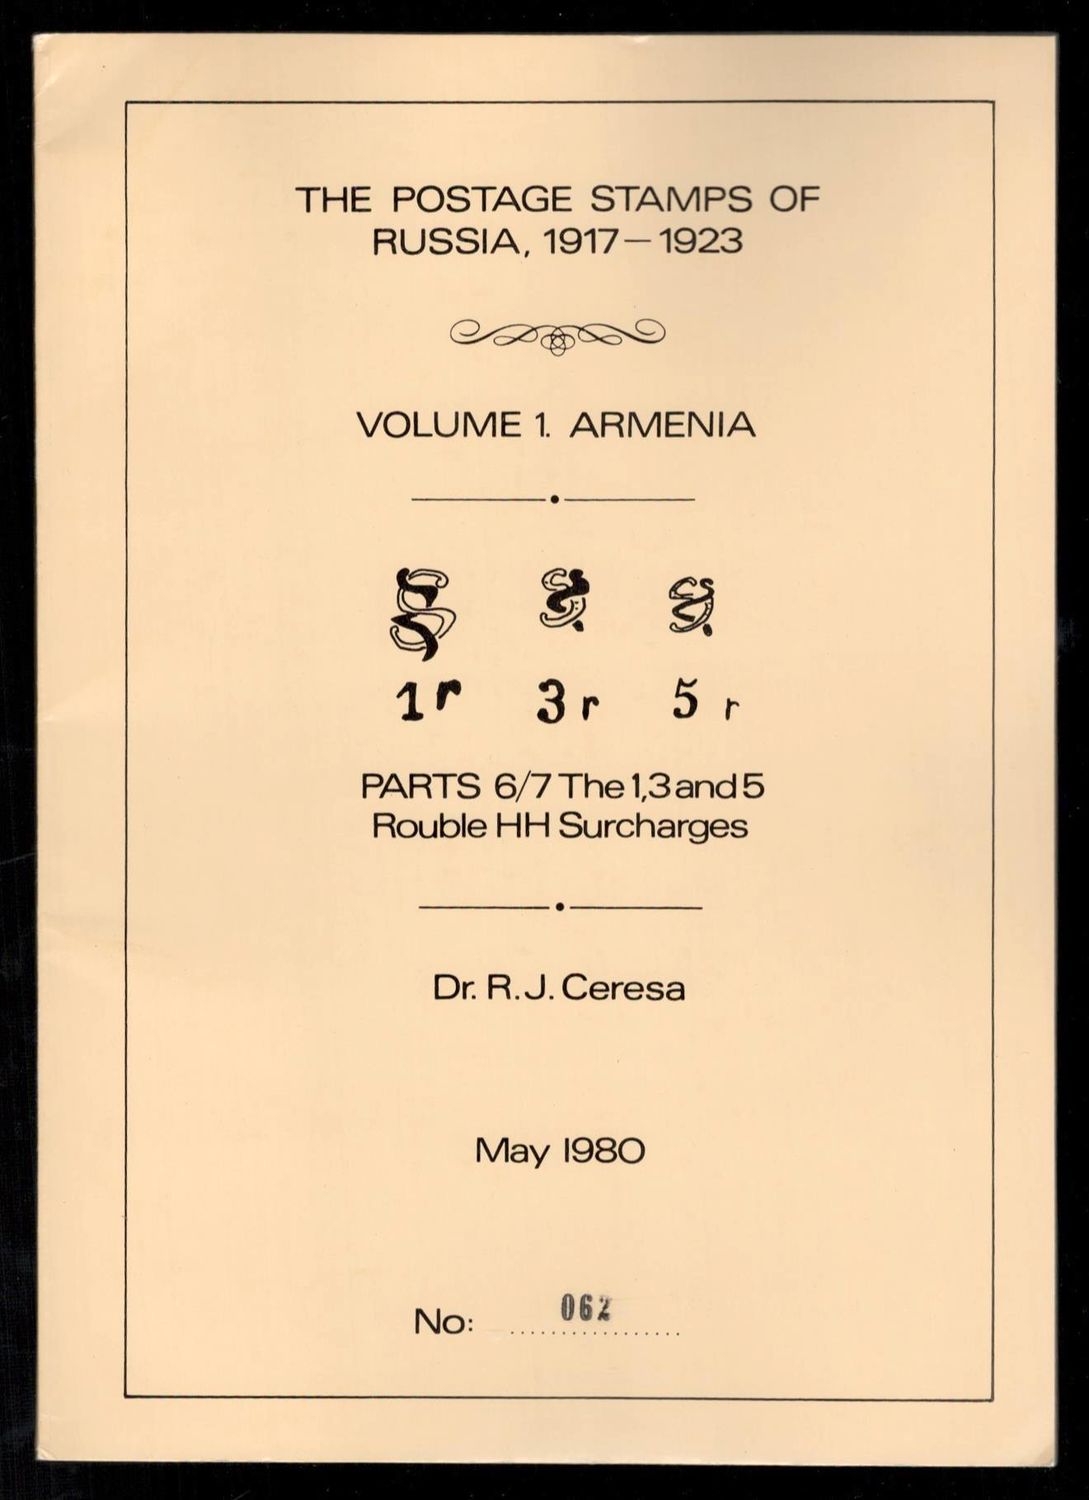 THE POSTAGE STAMPS OF
RUSSIA, 1917—1923
VOLUME 1. ARMENIA
1r 3r 5r
PARTS 6/7 The 1,3 and 5
Rouble HH Surcharges
Dr. R.J. Ceresa
May 1980
No: 062